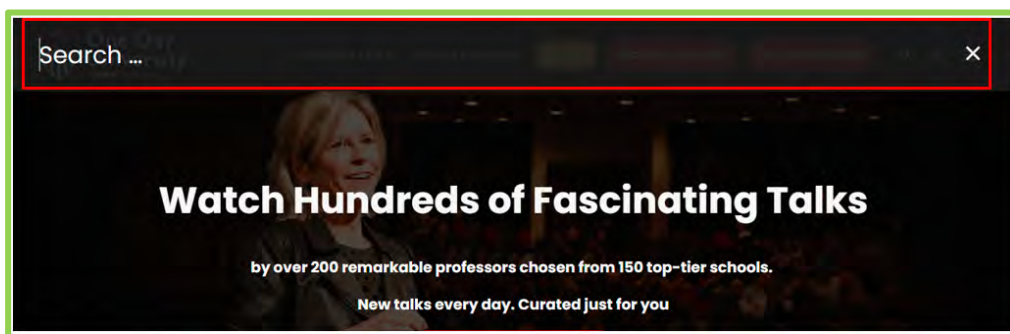 Search ...
×
Watch Hundreds of Fascinating Talks
by over 200 remarkable professors chosen from 150 top-tier schools.
New talks every day. Curated just for you